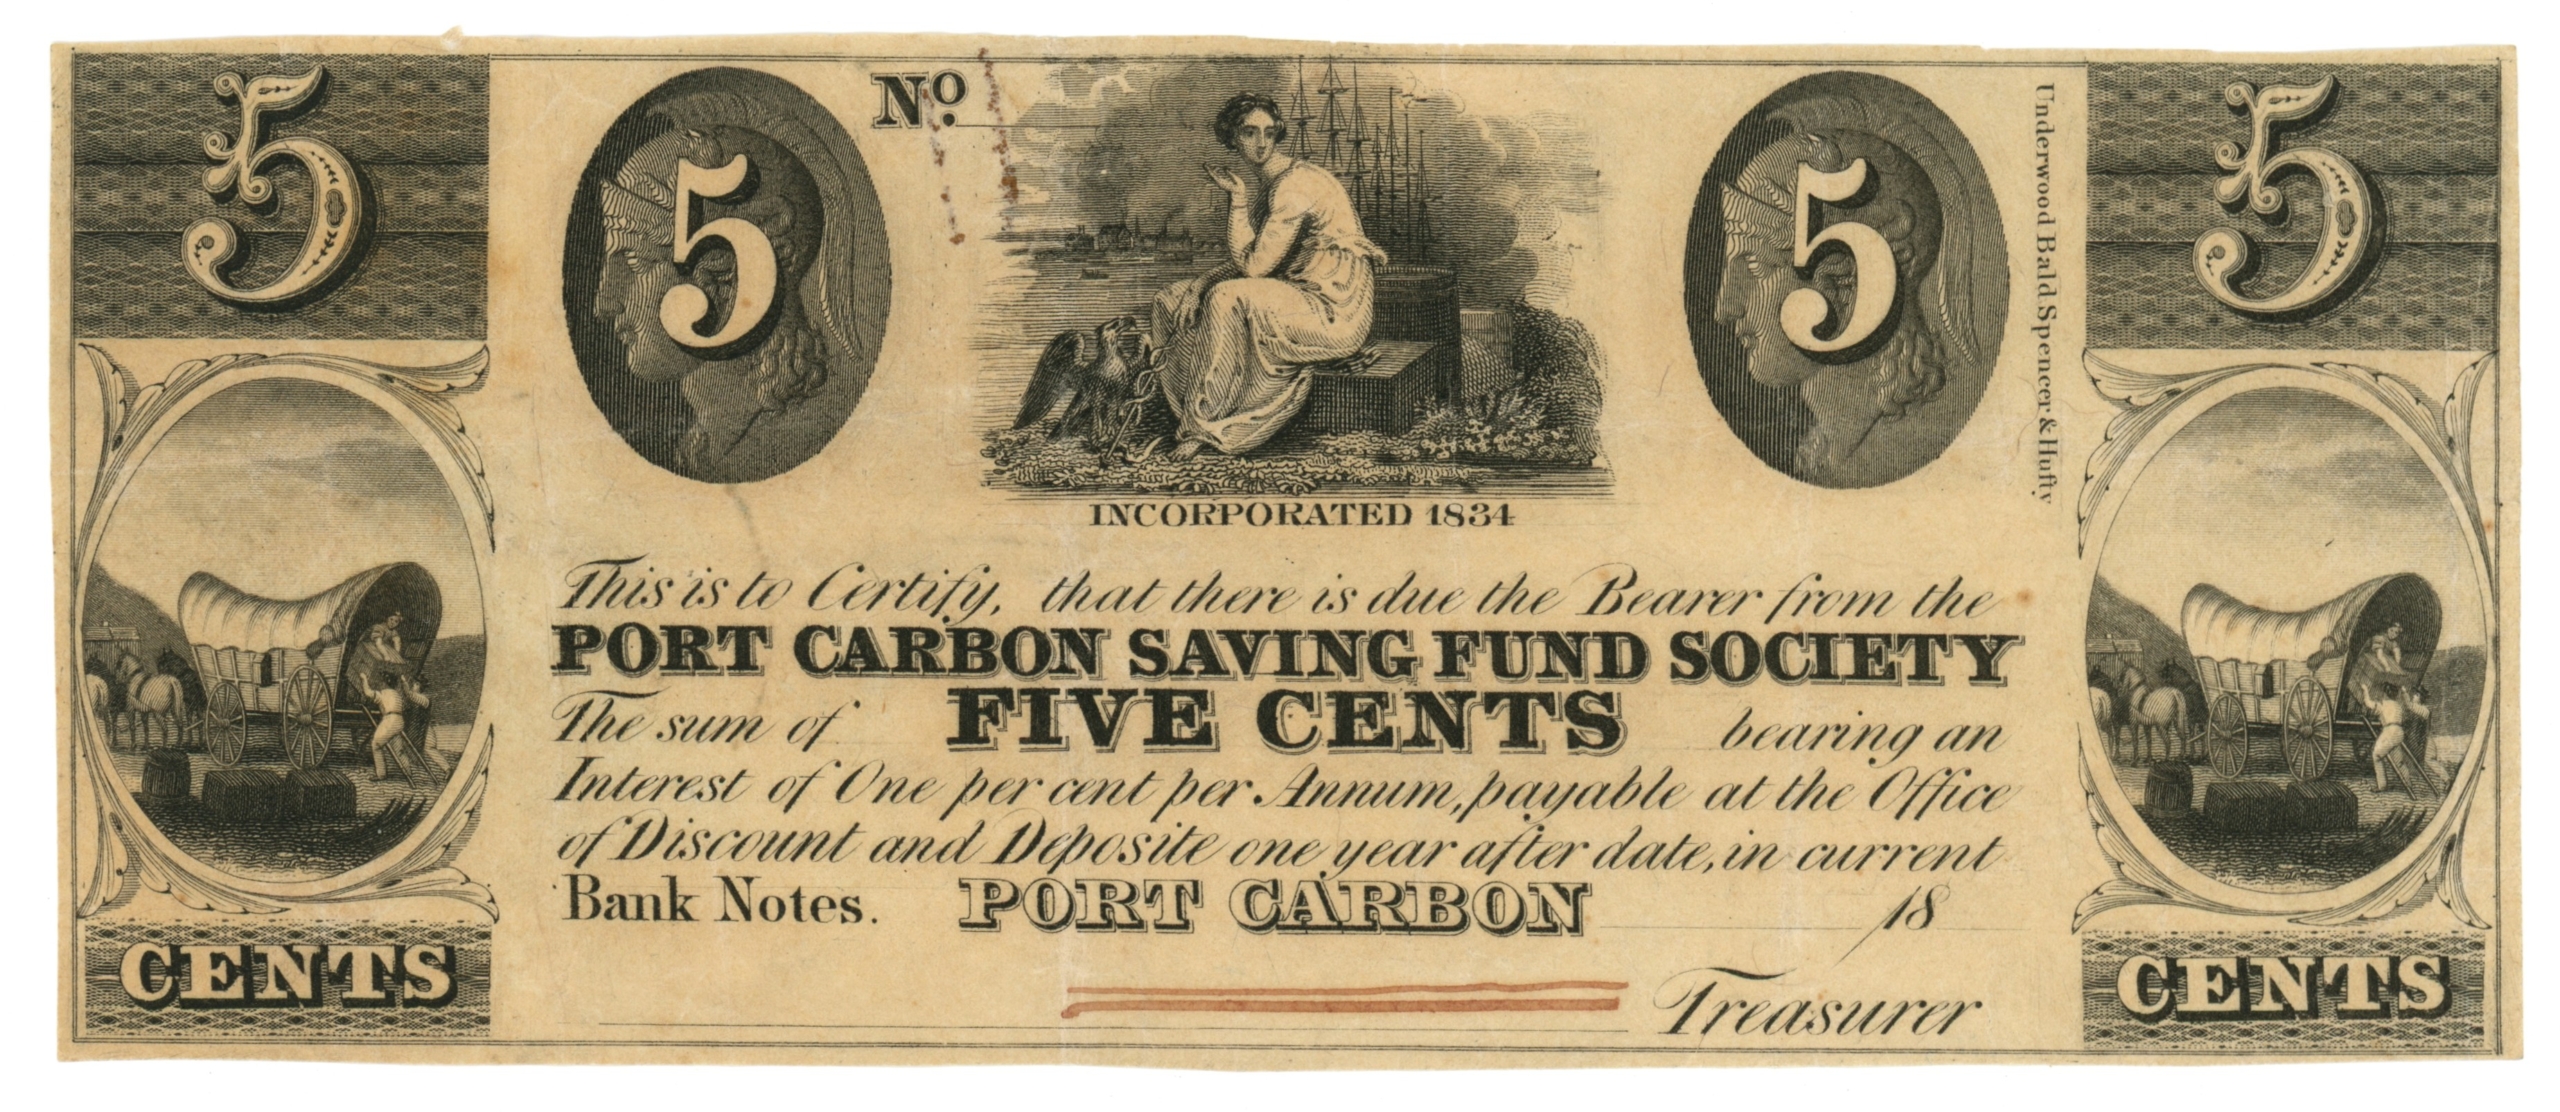 5
5
Nº
5
5
Underwood Bald Spencer & Hufty
INCORPORATED 1834
This is to Certify, that there is due the Bearer from the
PORT CARBON SAVING FUND SOCIETY
The sum of FIVE CENTS bearing an
Interest of One per cent per Annum, payable at the Office
of Discount and Deposite one year after date, in current
Bank Notes. PORT CARBON 18
CENTS
Treasurer
CENTS